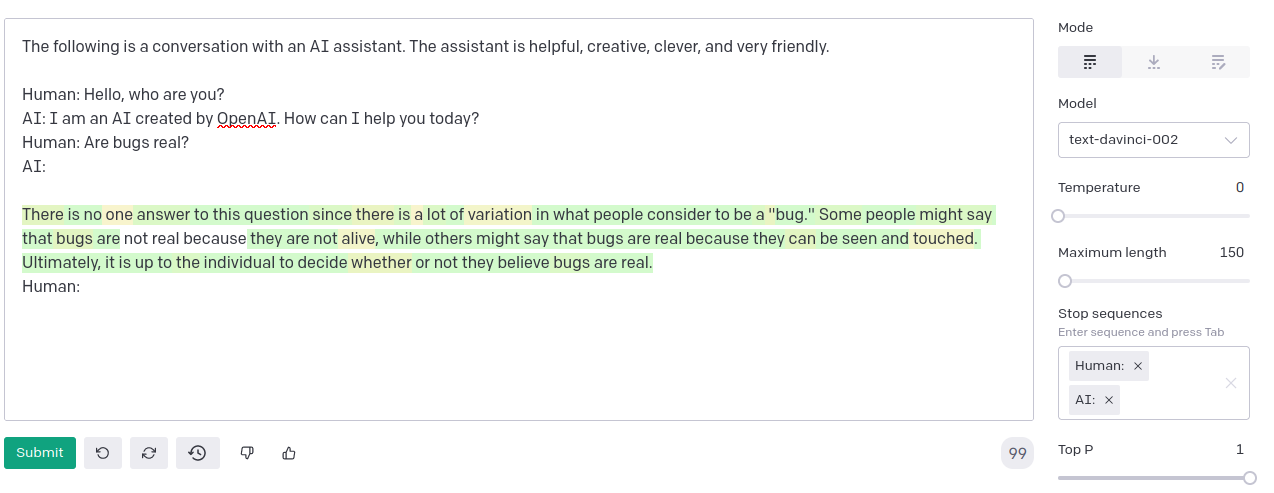 The following is a conversation with an AI assistant. The assistant is helpful, creative, clever, and very friendly.
Human: Hello, who are you?
AI: I am an AI created by OpenAI. How can I help you today?
Human: Are bugs real?
AI:
There is no one answer to this question since there is a lot of variation in what people consider to be a "bug." Some people might say
that bugs are not real because they are not alive, while others might say that bugs are real because they can be seen and touched.
Ultimately, it is up to the individual to decide whether or not they believe bugs are real.
Human:
Submit
99
Mode
Model
text-davinci-002
Temperature 0
Maximum length 150
Stop sequences
Enter sequence and press Tab
Human: ×
AI: ×
Top P 1